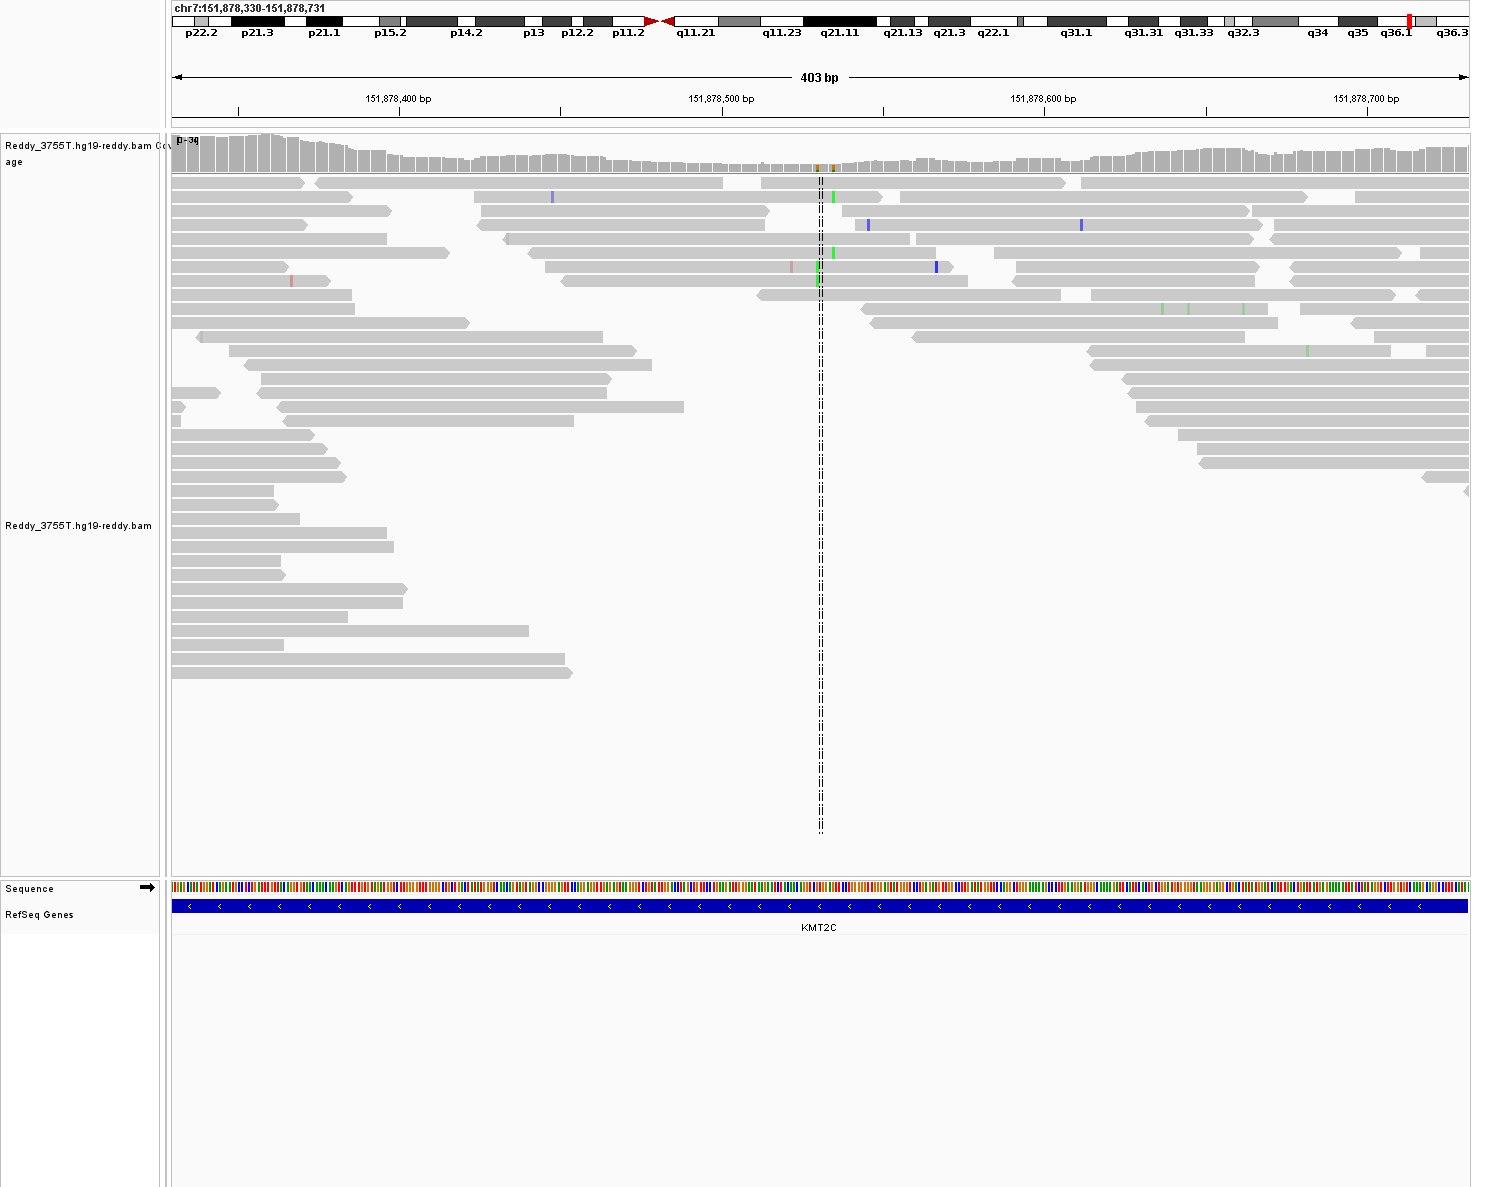 chr7:151,878,330-151,878,731
p22.2 p21.3 p21.1 p15.2 p14.2 p13 p12.2 p11.2 q11.21 q11.23 q21.11 q21.13 q21.3 q22.1 q31.1 q31.31 q31.33 q32.3 q34 q35 q36.1 q36.3
403 bp
151,878,400 bp 151,878,500 bp 151,878,600 bp 151,878,700 bp
Reddy_3755T.hg19-reddy.bam Cov
age
Reddy_3755T.hg19-reddy.bam
Sequence
RefSeq Genes
KMT2C